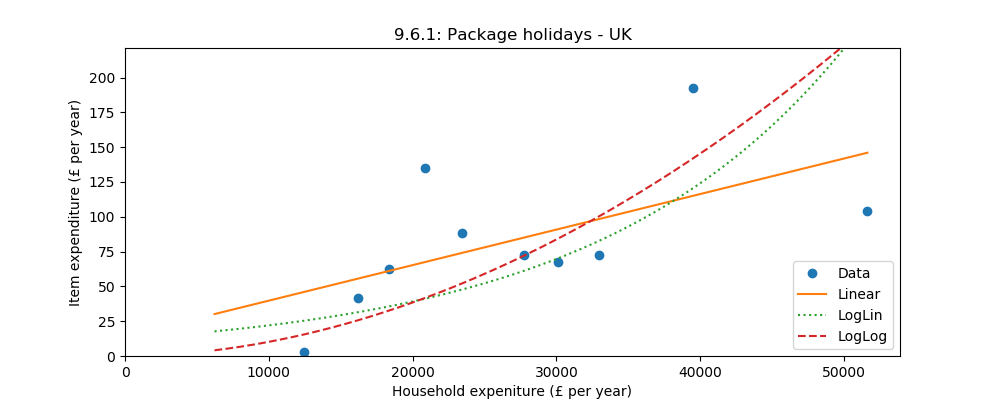 9.6.1: Package holidays - UK
Item expenditure (£ per year)
200
175
150
125
100
75
50
25
0
0 10000 20000 30000 40000 50000
Household expeniture (£ per year)
Data
Linear
LogLin
LogLog